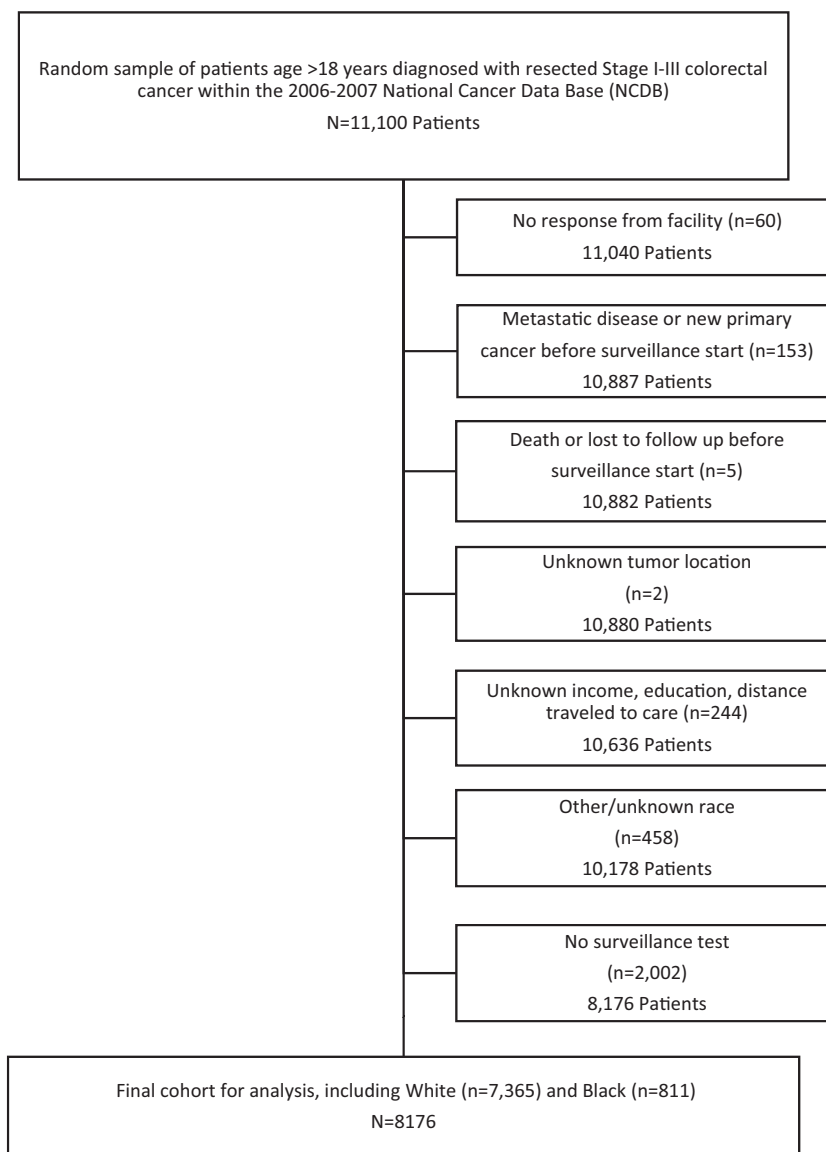 Random sample of patients age >18 years diagnosed with resected Stage I-III colorectal
cancer within the 2006-2007 National Cancer Data Base (NCDB)
N=11,100 Patients
No response from facility (n=60)
11,040 Patients
Metastatic disease or new primary
cancer before surveillance start (n=153)
10,887 Patients
Death or lost to follow up before
surveillance start (n=5)
10,882 Patients
Unknown tumor location
(n=2)
10,880 Patients
Unknown income, education, distance
traveled to care (n=244)
10,636 Patients
Other/unknown race
(n=458)
10,178 Patients
No surveillance test
(n=2,002)
8,176 Patients
Final cohort for analysis, including White (n=7,365) and Black (n=811)
N=8176